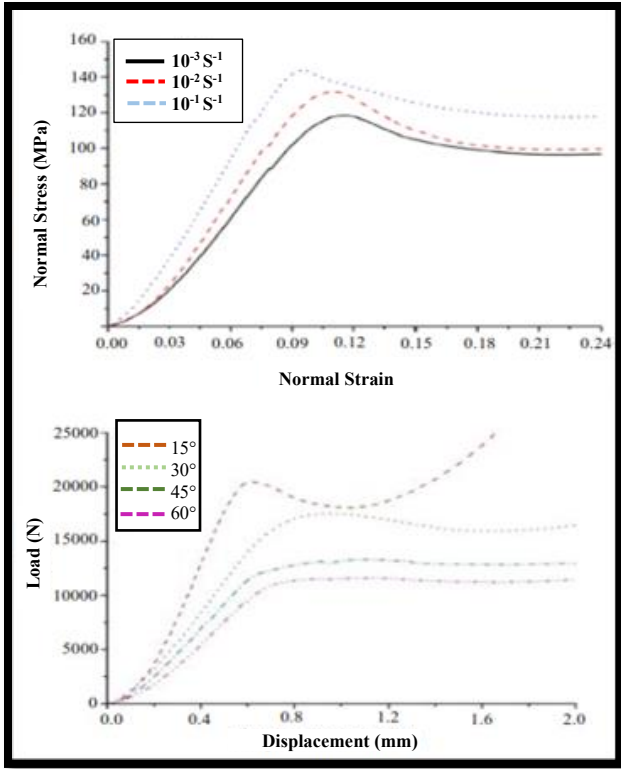 160
140
120
100
80
60
40
20
10⁻³ S⁻¹
10⁻² S⁻¹
10⁻¹ S⁻¹
Normal Stress (MPa)
0.00 0.03 0.06 0.09 0.12 0.15 0.18 0.21 0.24
Normal Strain
25000
20000
15000
10000
5000
0
15°
30°
45°
60°
Load (N)
0.0 0.4 0.8 1.2 1.6 2.0
Displacement (mm)